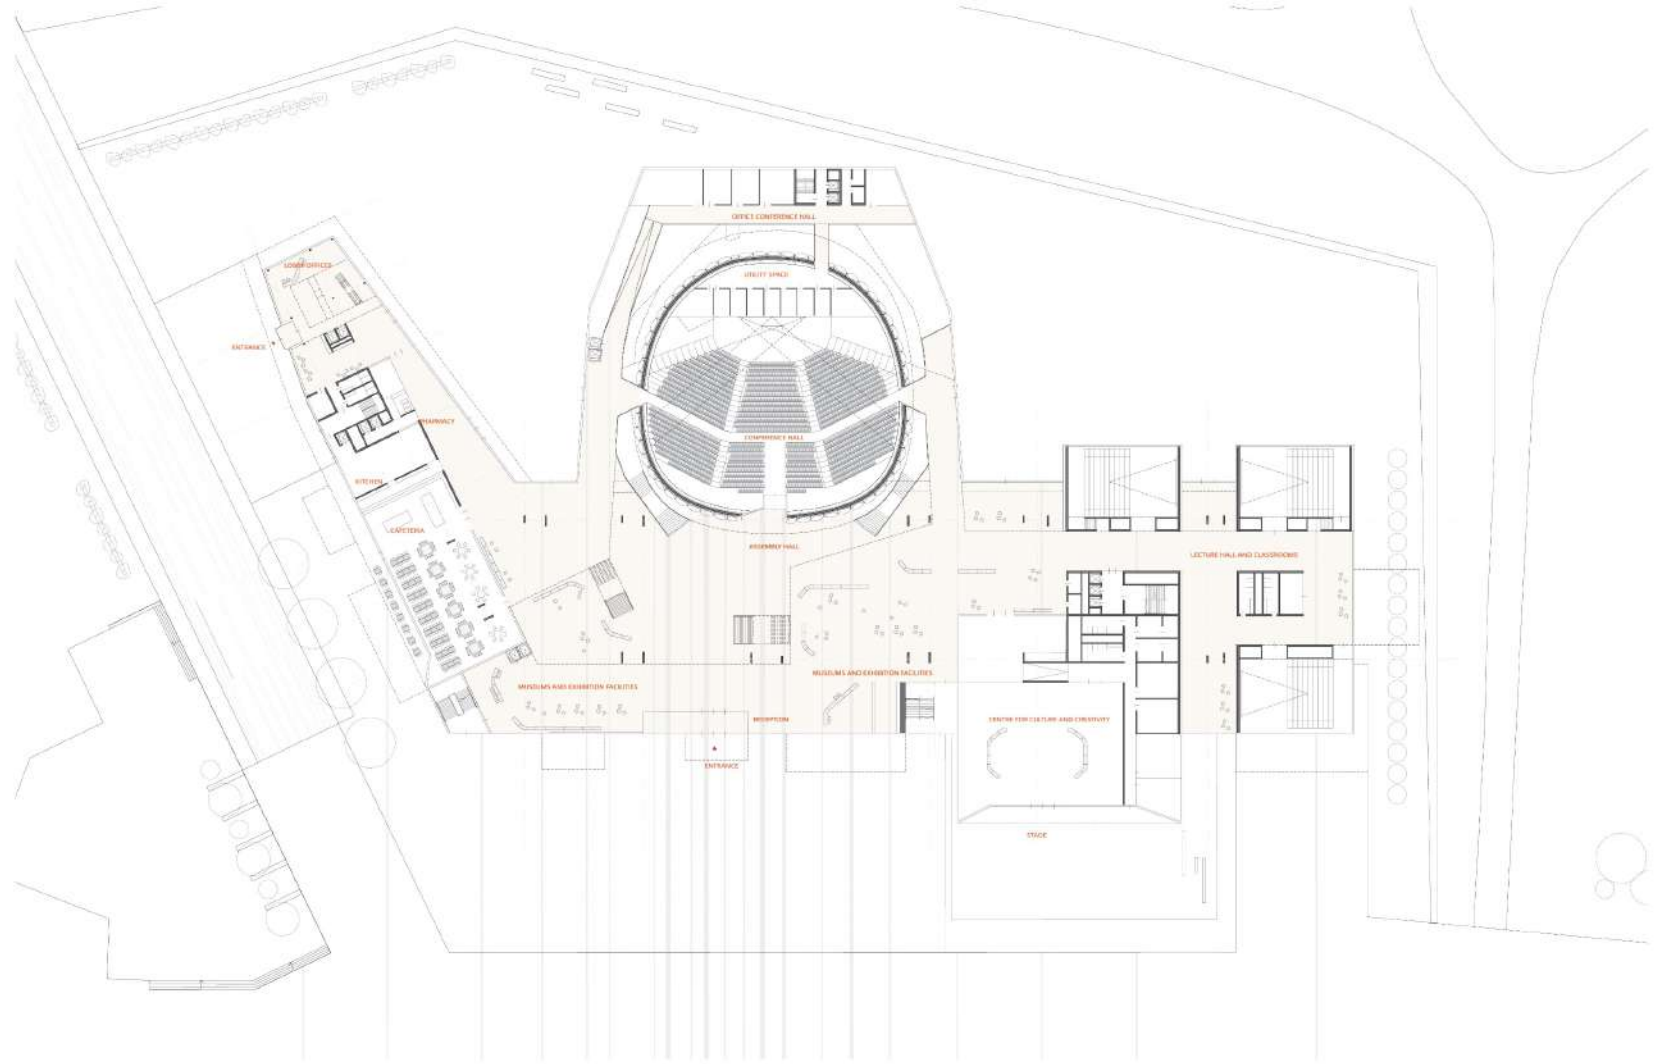 OFFICE CONFERENCE HALL
LOBBY OFFICES
UTILITY SPACE
ENTRANCE
PHARMACY
CONFERENCE HALL
KITCHEN
CAFETERIA
ASSEMBLY HALL
LECTURE HALL AND CLASSROOMS
MUSEUMS AND EXHIBITION FACILITIES
MUSEUMS AND EXHIBITION FACILITIES
RECEPTION
CENTRE FOR CULTURE AND CREATIVITY
ENTRANCE
STAGE